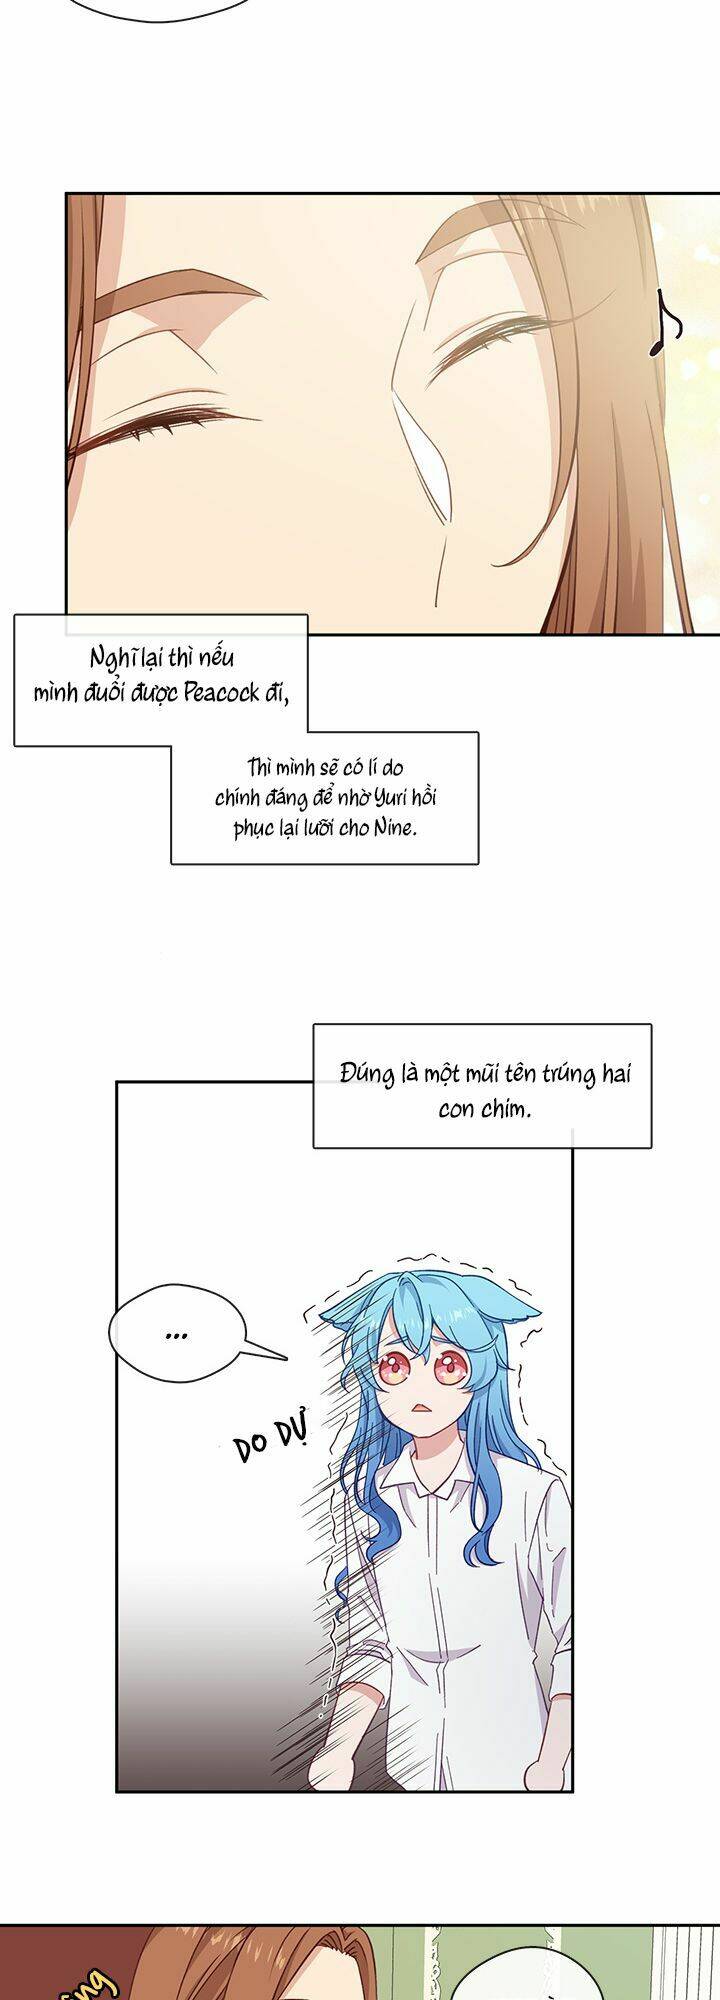 Nghĩ lại thì nếu
mình đuổi được Peacock đi,
Thì mình sẽ có lí do
chính đáng để nhờ Yuri hồi
phục lại lưỡi cho Nine.
Đúng là một mũi tên trúng hai
con chim.
...
DO DỰ